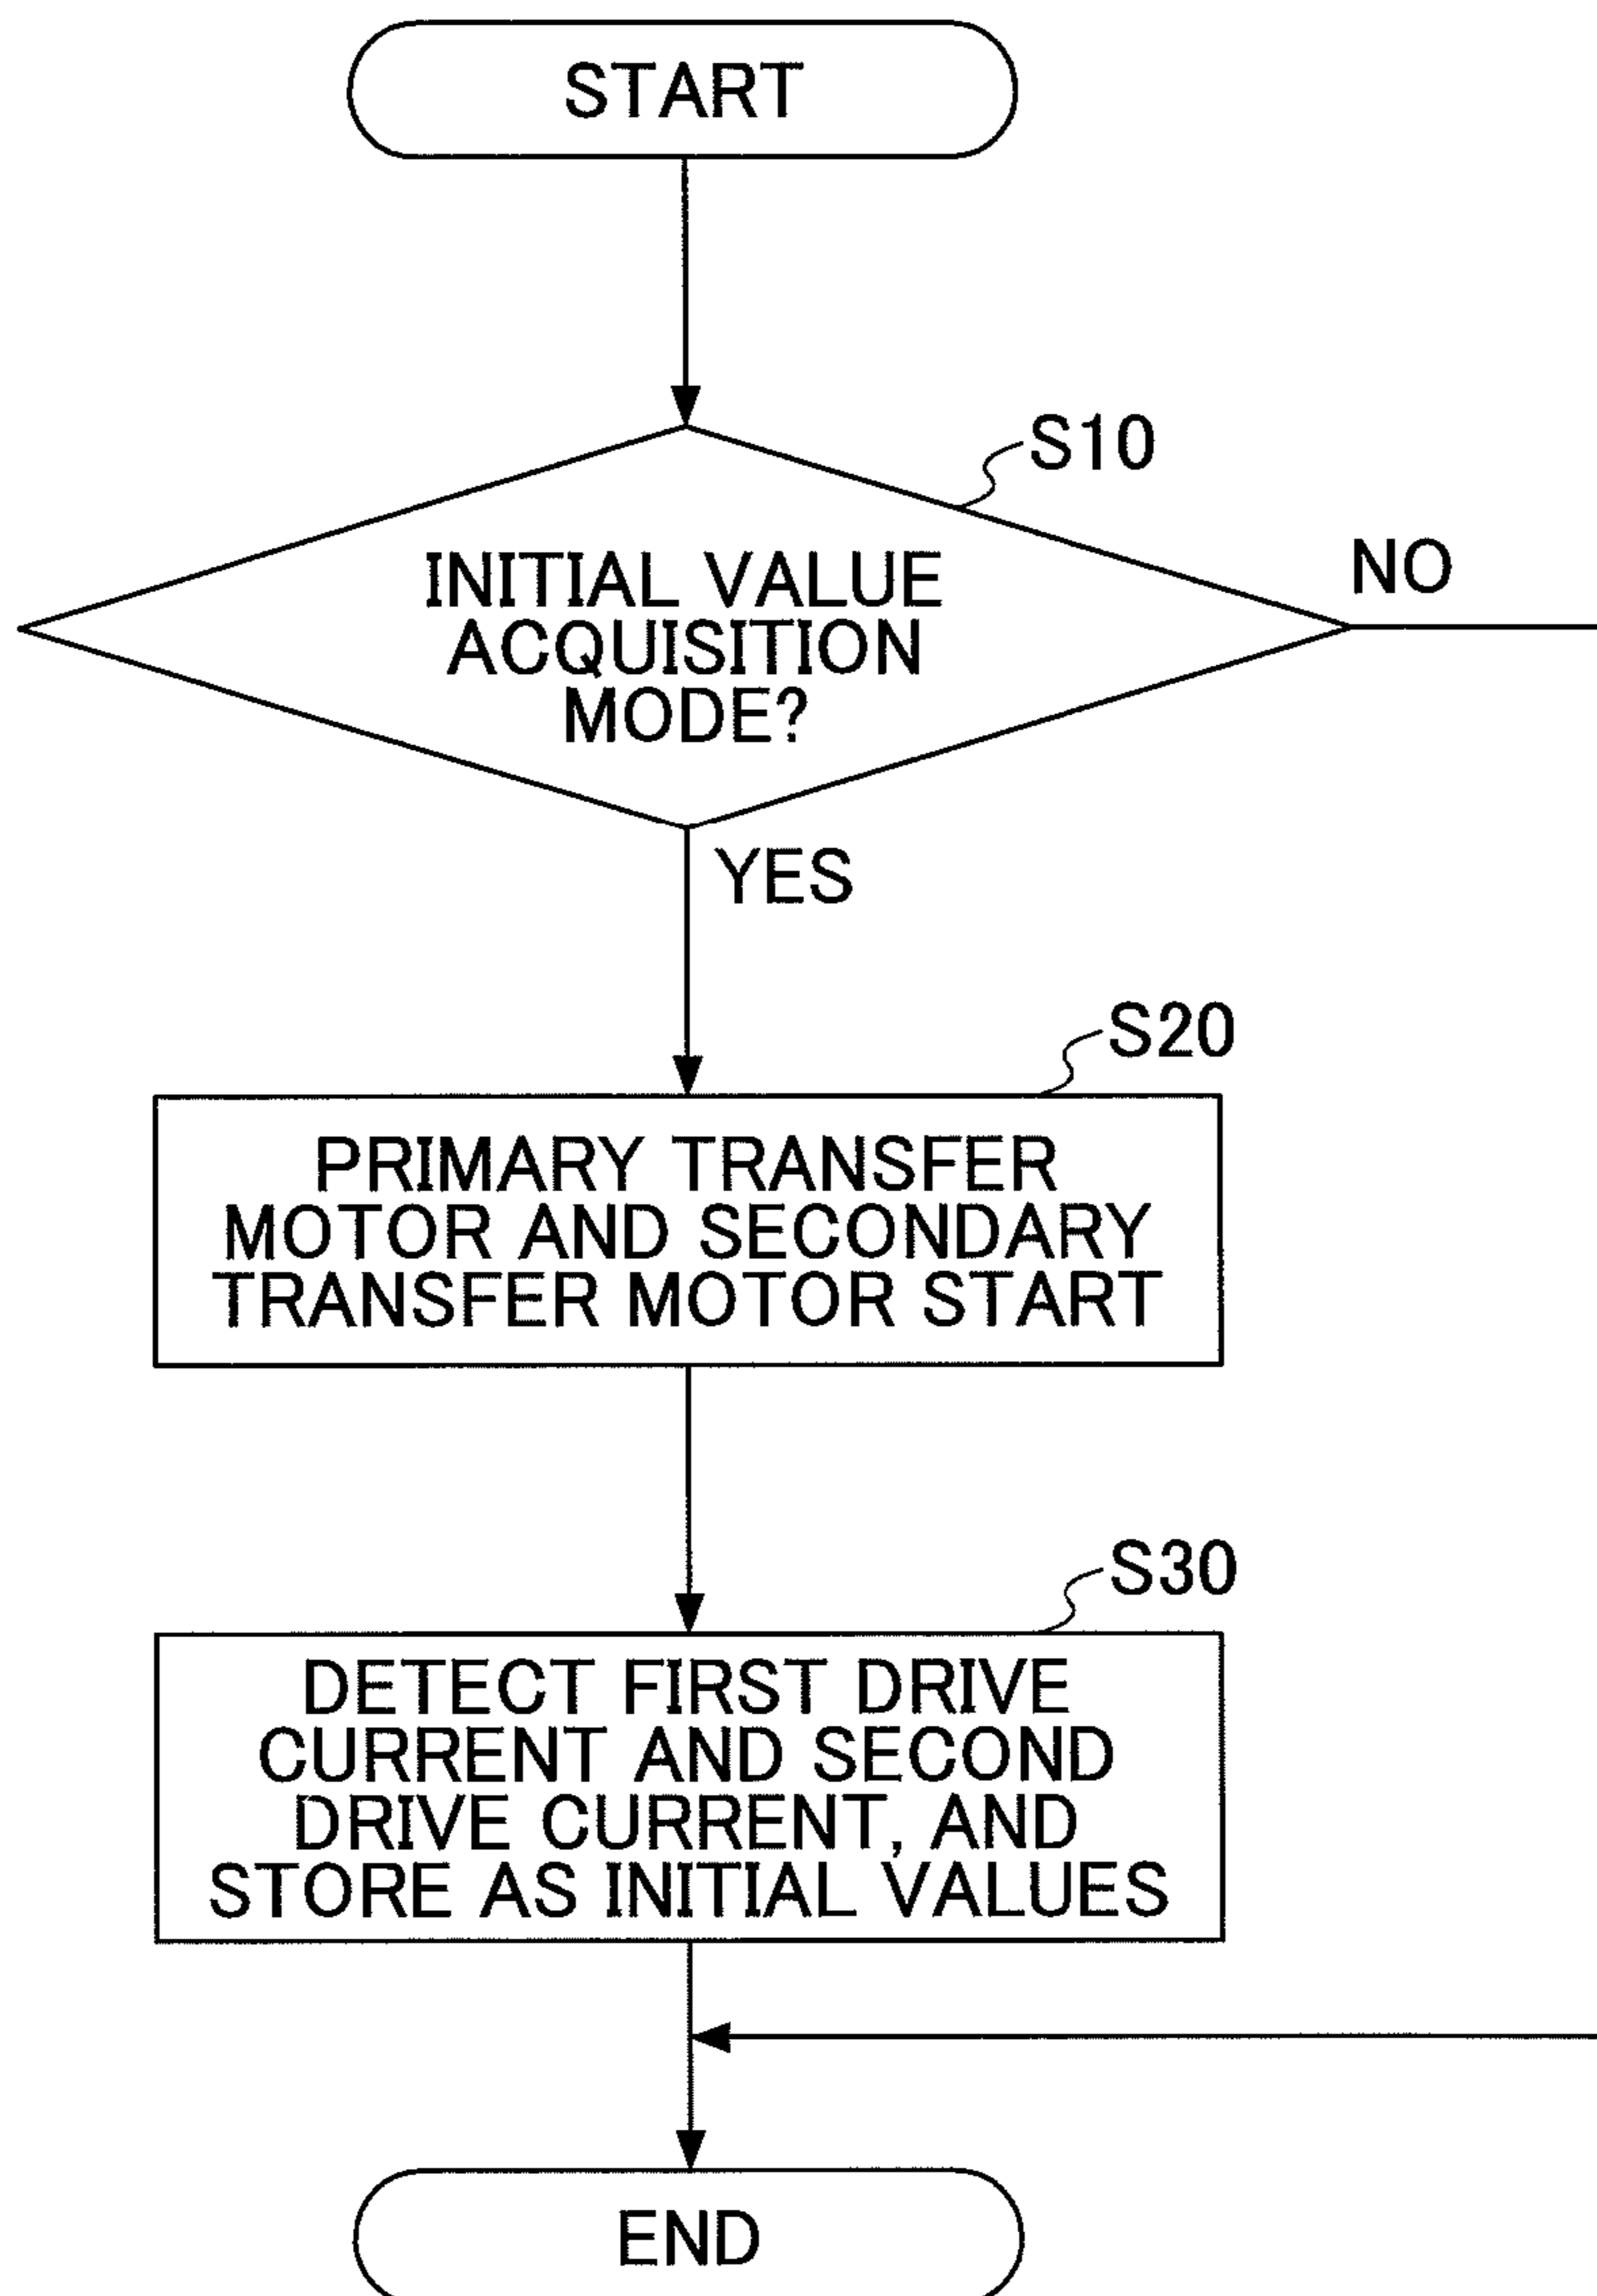 START
S10
INITIAL VALUE
ACQUISITION
MODE?
NO
YES
S20
PRIMARY TRANSFER
MOTOR AND SECONDARY
TRANSFER MOTOR START
S30
DETECT FIRST DRIVE
CURRENT AND SECOND
DRIVE CURRENT, AND
STORE AS INITIAL VALUES
END